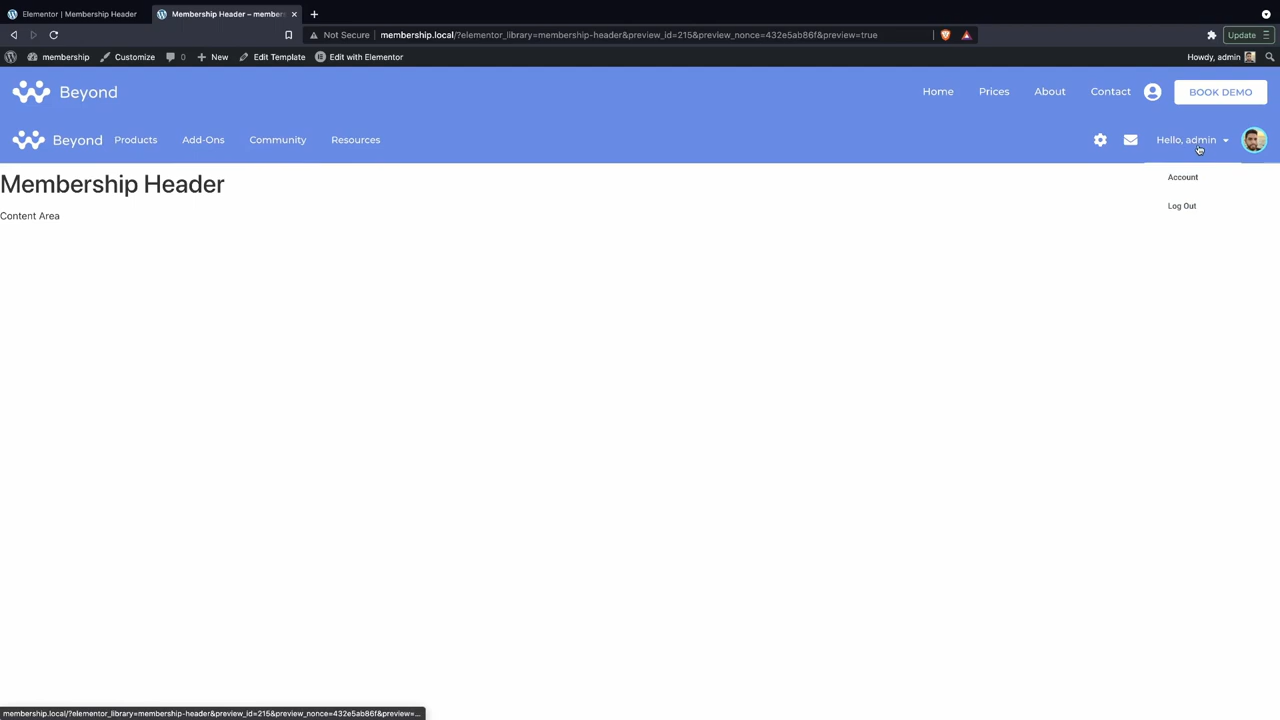 Elementor | Membership Header
Membership Header – member
Not Secure membership.local/?elementor_library=membership-header&preview_id=215&preview_nonce=432e5ab86f&preview=true Update
membership Customize 0 New Edit Template Edit with Elementor Howdy, admin
Beyond Home Prices About Contact BOOK DEMO
Beyond Products Add-Ons Community Resources Hello, admin
Account
Log Out
Membership Header
Content Area
membership.local/?elementor_library=membership-header&preview_id=215&preview_nonce=432e5ab86f&preview=...